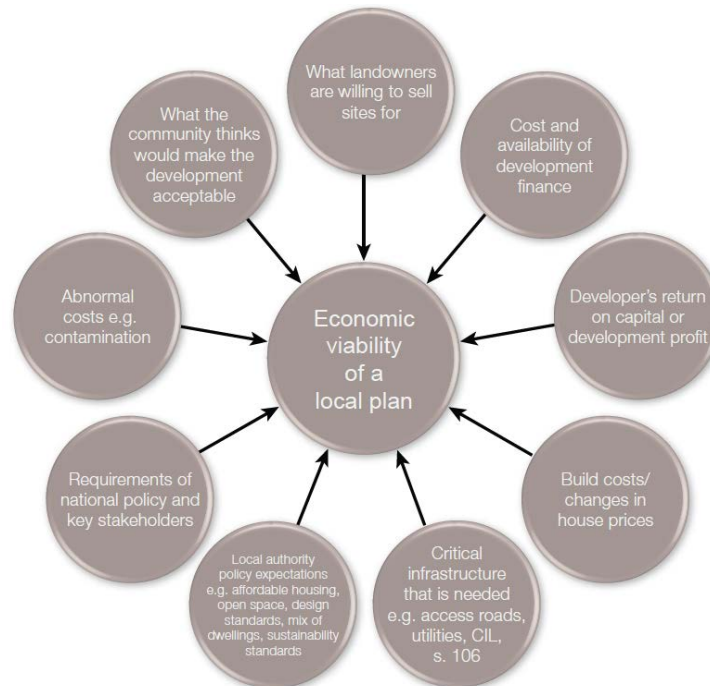 What landowners
are willing to sell
sites for
Cost and
availability of
development
finance
Developer's return
on capital or
development profit
Build costs/
changes in
house prices
Critical
infrastructure
that is needed
e.g. access roads,
utilities, CIL,
s. 106
Local authority
policy expectations
e.g. affordable housing,
open space, design
standards, mix of
dwellings, sustainability
standards
Requirements of
national policy and
key stakeholders
Abnormal
costs e.g.
contamination
What the
community thinks
would make the
development
acceptable
Economic
viability
of a
local plan